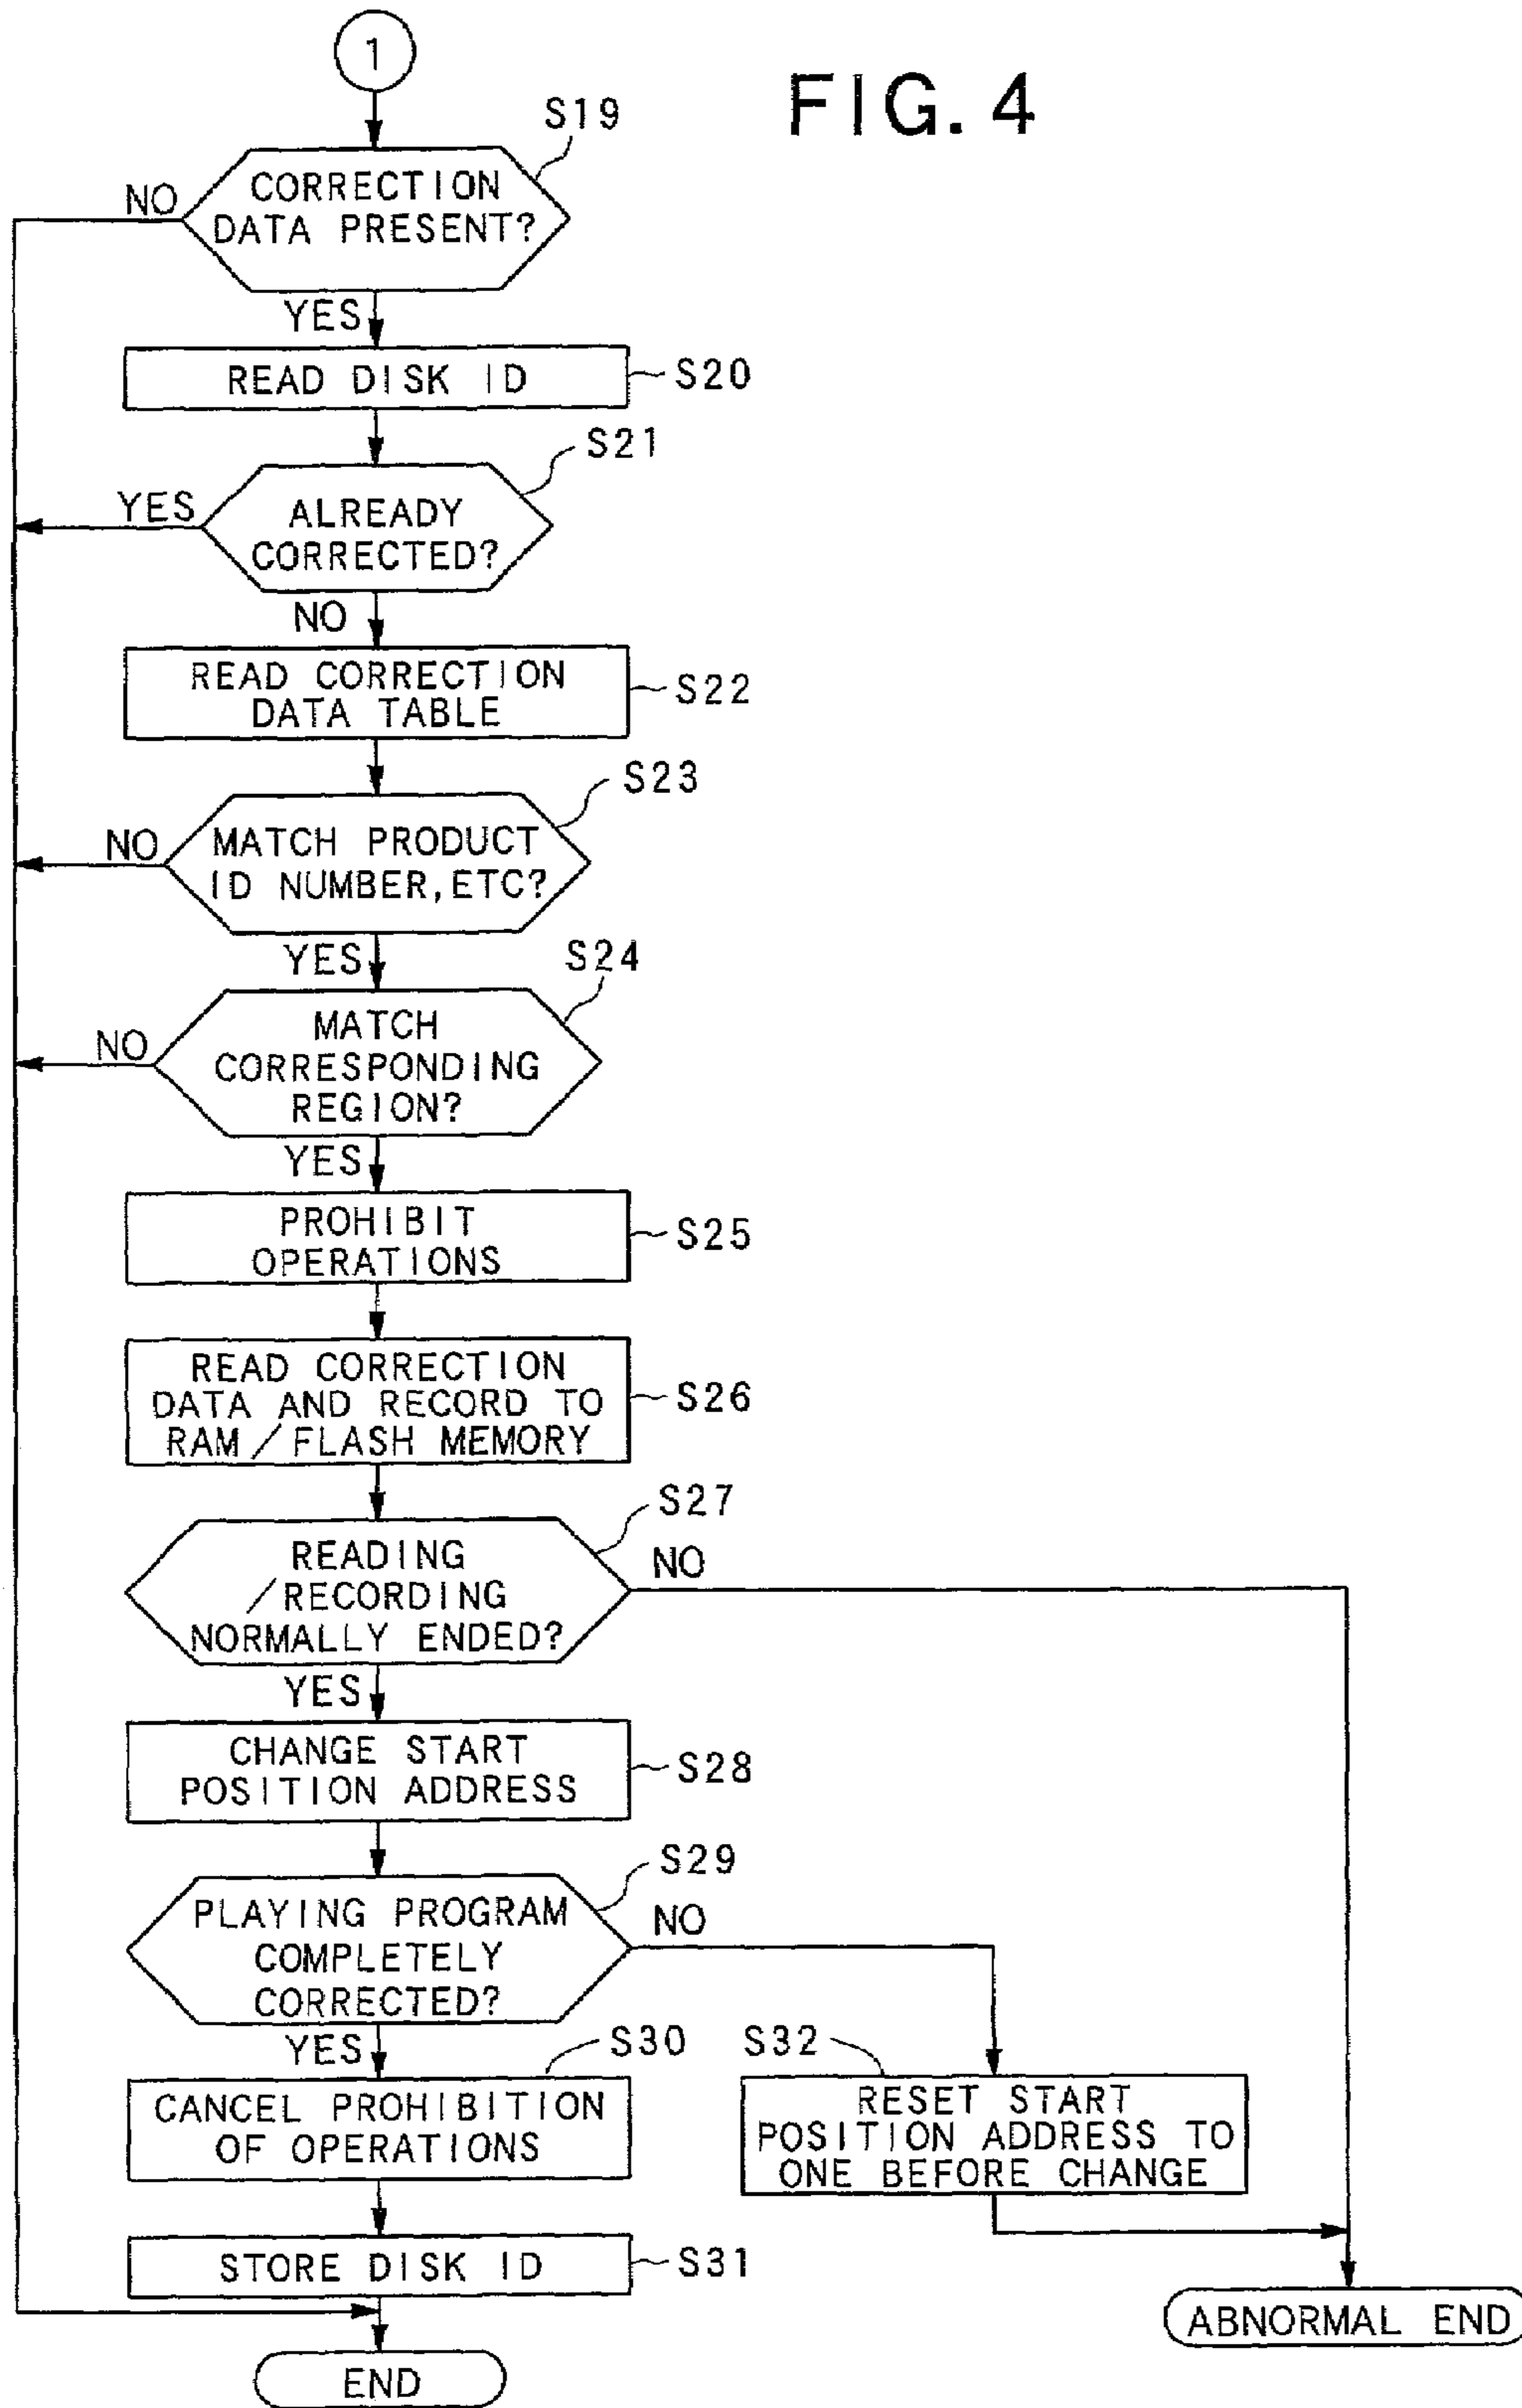 1
FIG. 4
S19
CORRECTION
DATA PRESENT?
NO
YES
READ DISK ID
S20
S21
ALREADY
CORRECTED?
YES
NO
READ CORRECTION
DATA TABLE
S22
S23
MATCH PRODUCT
ID NUMBER, ETC?
NO
YES
S24
MATCH
CORRESPONDING
REGION?
NO
YES
PROHIBIT
OPERATIONS
S25
READ CORRECTION
DATA AND RECORD TO
RAM/FLASH MEMORY
S26
S27
READING
/RECORDING
NORMALLY ENDED?
NO
YES
CHANGE START
POSITION ADDRESS
S28
S29
PLAYING PROGRAM
COMPLETELY
CORRECTED?
NO
YES
S30
CANCEL PROHIBITION
OF OPERATIONS
S32
RESET START
POSITION ADDRESS TO
ONE BEFORE CHANGE
STORE DISK ID
S31
ABNORMAL END
END